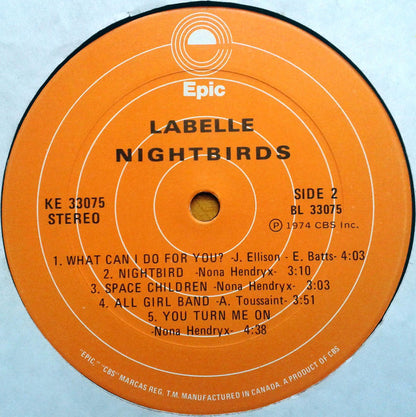 Epic
LABELLE
NIGHTBIRDS
KE 33075
STEREO
SIDE 2
BL 33075
Ⓟ 1974 CBS Inc.
1. WHAT CAN I DO FOR YOU? -J. Ellison - E. Batts- 4:03
2. NIGHTBIRD -Nona Hendryx- 3:10
3. SPACE CHILDREN -Nona Hendryx- 3:03
4. ALL GIRL BAND -A. Toussaint- 3:51
5. YOU TURN ME ON
-Nona Hendryx- 4:38
"EPIC," "CBS" MARCAS REG. T.M. MANUFACTURED IN CANADA. A PRODUCT OF CBS